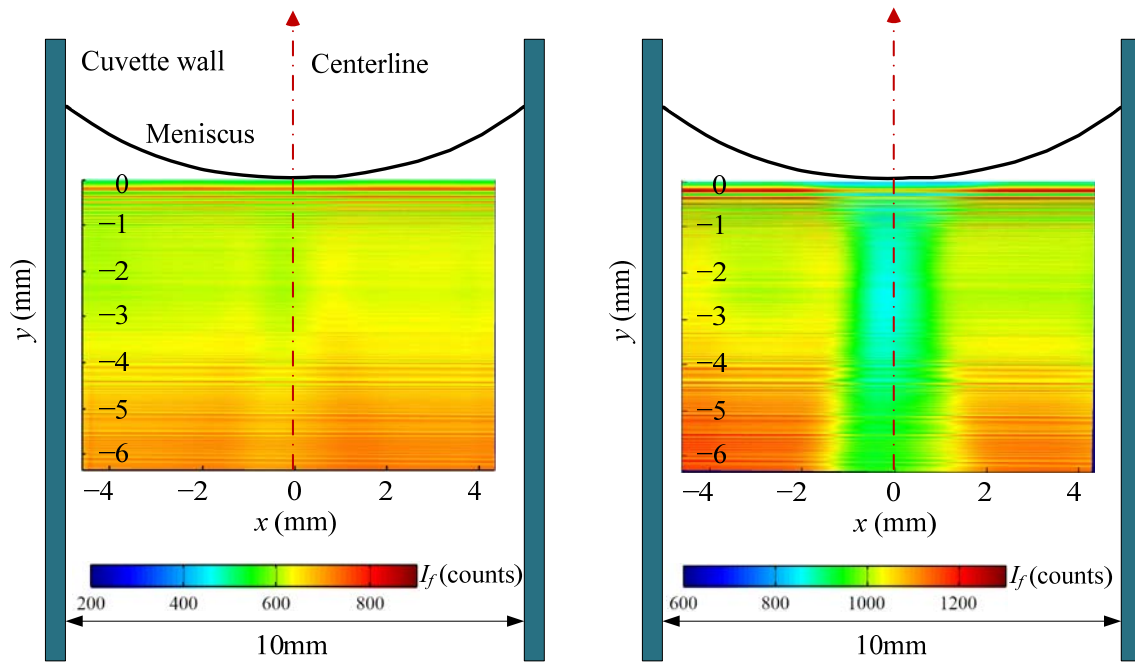 Cuvette wall
Centerline
Meniscus
0
−1
−2
−3
−4
−5
−6
y (mm)
−4
−2
0
2
4
x (mm)
I_f (counts)
200
400
600
800
10mm
0
−1
−2
−3
−4
−5
−6
y (mm)
−4
−2
0
2
4
x (mm)
I_f (counts)
600
800
1000
1200
10mm